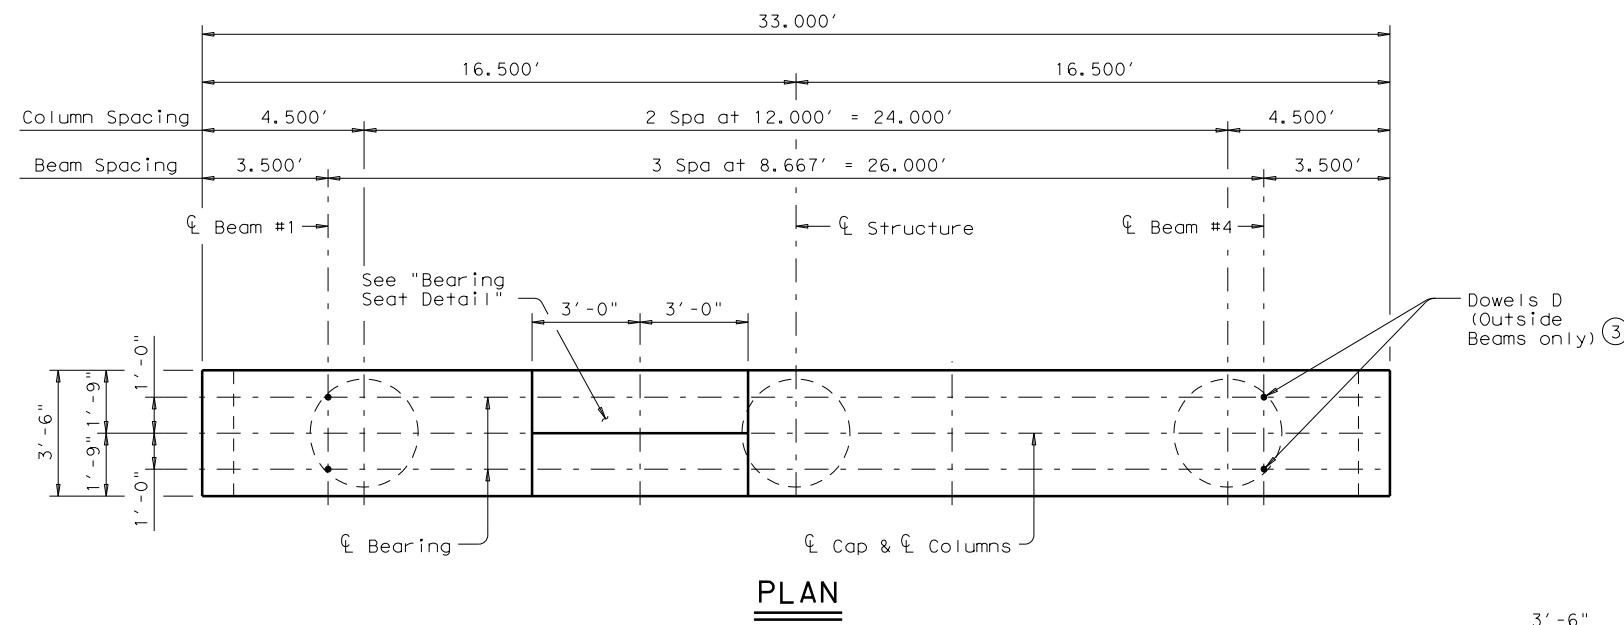 33.000'
16.500' 16.500'
Column Spacing 4.500' 2 Spa at 12.000' = 24.000' 4.500'
Beam Spacing 3.500' 3 Spa at 8.667' = 26.000' 3.500'
℄ Beam #1 ℄ Structure ℄ Beam #4
See "Bearing
Seat Detail"
3'-0" 3'-0"
Dowels D
(Outside
Beams only) 3
3'-6"
1'-9"
1'-9"
1'-0"
1'-0"
℄ Bearing ℄ Cap & ℄ Columns
PLAN
3'-6"